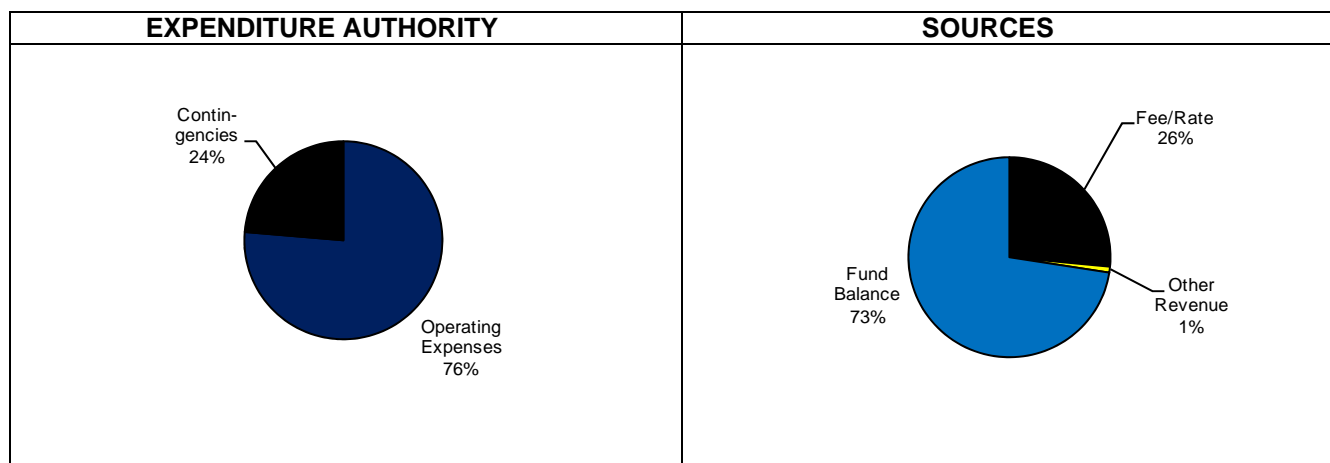 EXPENDITURE AUTHORITY
Contin-
gencies
24%
Operating
Expenses
76%
SOURCES
Fee/Rate
26%
Fund
Balance
73%
Other
Revenue
1%